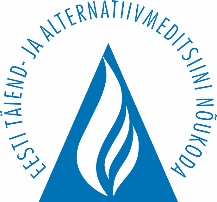 EESTI TÄIEND- JA ALTERNATIIVMEDITSIINI NÕUKODA